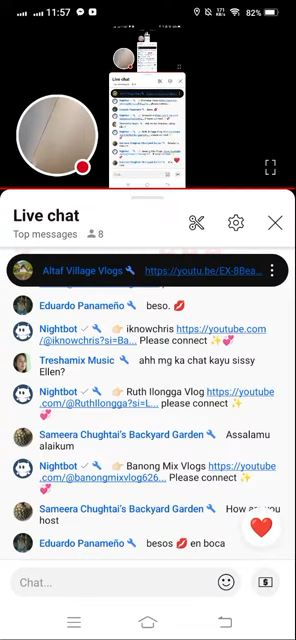 11:57
171
KB/s
82%
Live chat
Top messages 8
Altaf Village Vlogs https://youtu.be/EX-8Bea...
Eduardo Panameño beso. 💋
Nightbot 👉🏻 iknowchris https://youtube.com
/@iknowchris?si=Ba... Please connect ✨💕
Treshamix Music ahh mg ka chat kayu sissy
Ellen?
Nightbot 👉🏻 Ruth Ilongga Vlog https://youtube
.com/@RuthIlongga?si=L... please connect ✨
💕
Sameera Chughtai's Backyard Garden Assalamu
alaikum
Nightbot 👉🏻 Banong Mix Vlogs https://youtube
.com/@banongmixvlog626... Please connect ✨
💕
Sameera Chughtai's Backyard Garden How are you
host
Eduardo Panameño besos 💋 en boca
Chat...